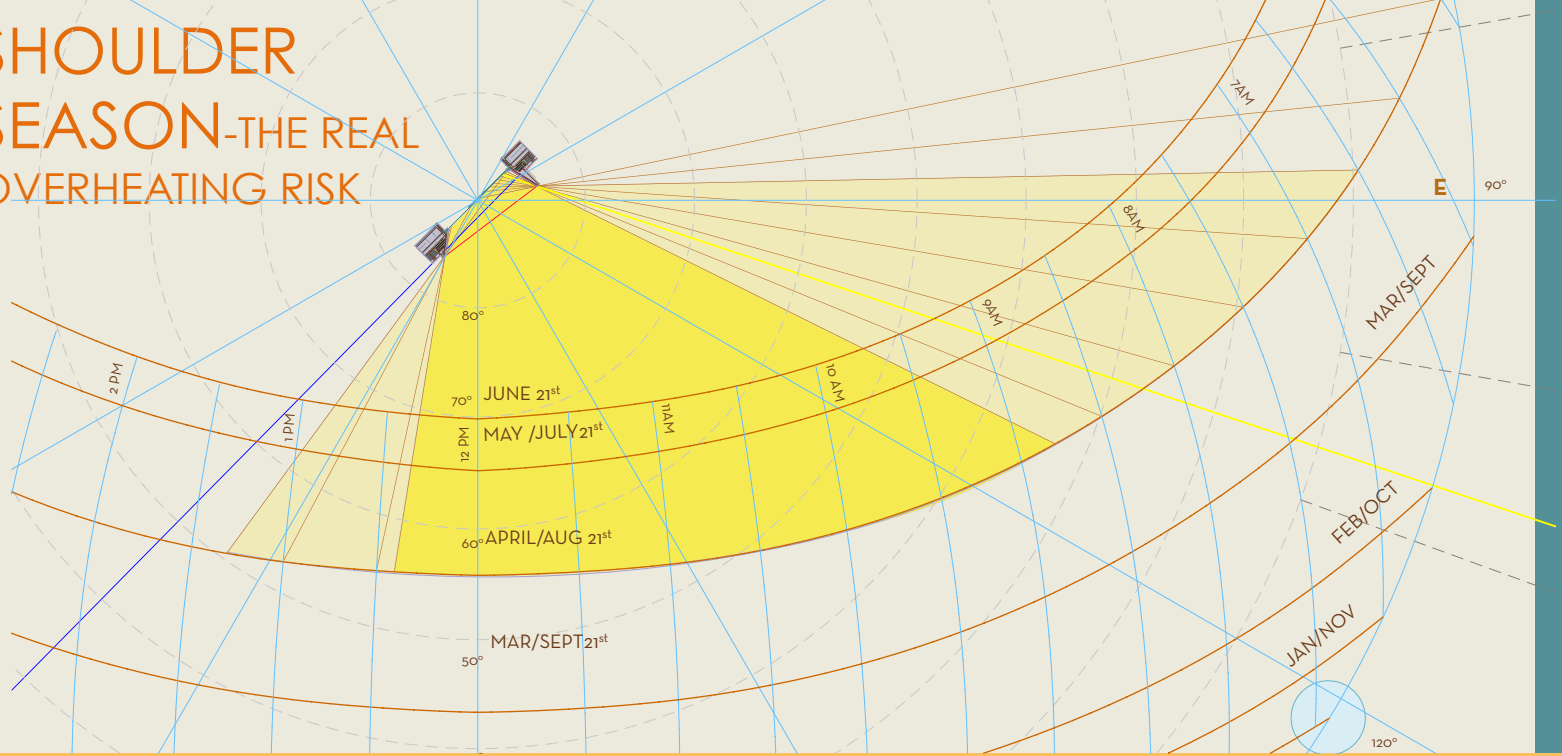 SHOULDER
SEASON-THE REAL
OVERHEATING RISK
7AM
E 90°
8AM
MAR/SEPT
9AM
80°
2 PM
10 AM
70° JUNE 21st
1 PM
12 PM
MAY /JULY21st
11AM
60° APRIL/AUG 21st
FEB/OCT
MAR/SEPT21st
50°
JAN/NOV
120°